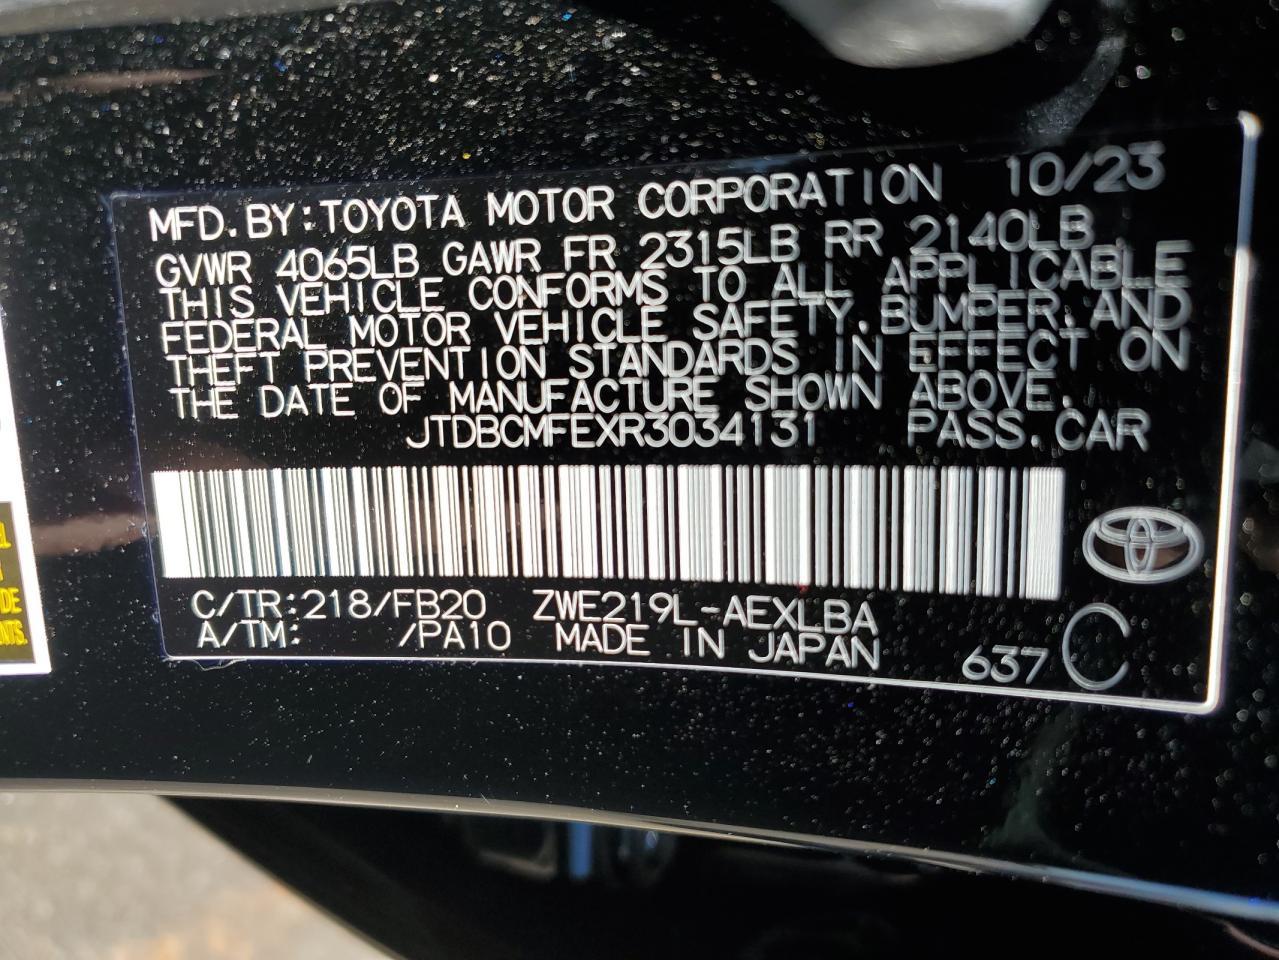 MFD.BY:TOYOTA MOTOR CORPORATION 10/23
GVWR 4065LB GAWR FR 2315LB RR 2140LB
THIS VEHICLE CONFORMS TO ALL APPLICABLE
FEDERAL MOTOR VEHICLE SAFETY,BUMPER,AND
THEFT PREVENTION STANDARDS IN EFFECT ON
THE DATE OF MANUFACTURE SHOWN ABOVE.
JTDBCMFEXR3034131 PASS.CAR
C/TR:218/FB20 ZWE219L-AEXLBA
A/TM: /PA10 MADE IN JAPAN 637 C